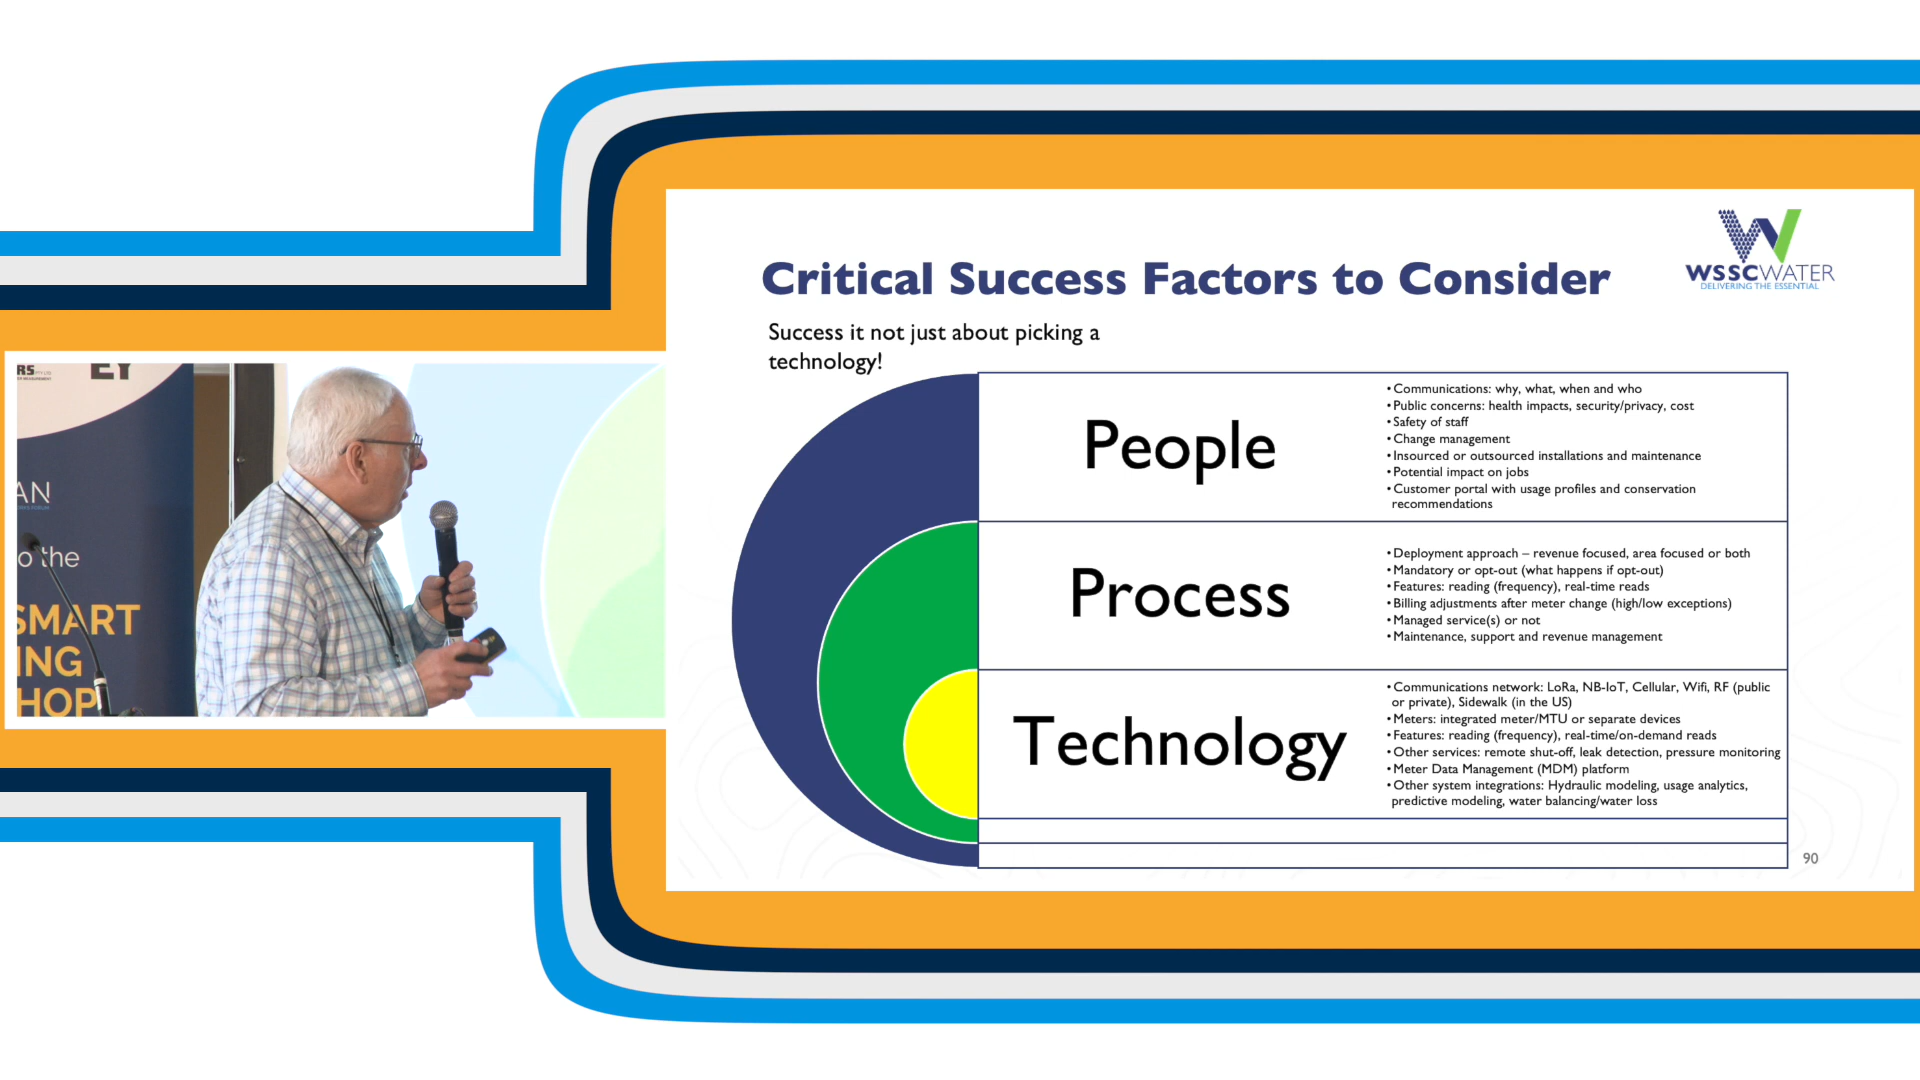 RS
EY
AN
o the
SMART
ING
HOP
Critical Success Factors to Consider
WSSCWATER
DELIVERING THE ESSENTIAL
Success it not just about picking a
technology!
People
• Communications: why, what, when and who
• Public concerns: health impacts, security/privacy, cost
• Safety of staff
• Change management
• Insourced or outsourced installations and maintenance
• Potential impact on jobs
• Customer portal with usage profiles and conservation
recommendations
Process
• Deployment approach – revenue focused, area focused or both
• Mandatory or opt-out (what happens if opt-out)
• Features: reading (frequency), real-time reads
• Billing adjustments after meter change (high/low exceptions)
• Managed service(s) or not
• Maintenance, support and revenue management
Technology
• Communications network: LoRa, NB-IoT, Cellular, Wifi, RF (public
or private), Sidewalk (in the US)
• Meters: integrated meter/MTU or separate devices
• Features: reading (frequency), real-time/on-demand reads
• Other services: remote shut-off, leak detection, pressure monitoring
• Meter Data Management (MDM) platform
• Other system integrations: Hydraulic modeling, usage analytics,
predictive modeling, water balancing/water loss
90